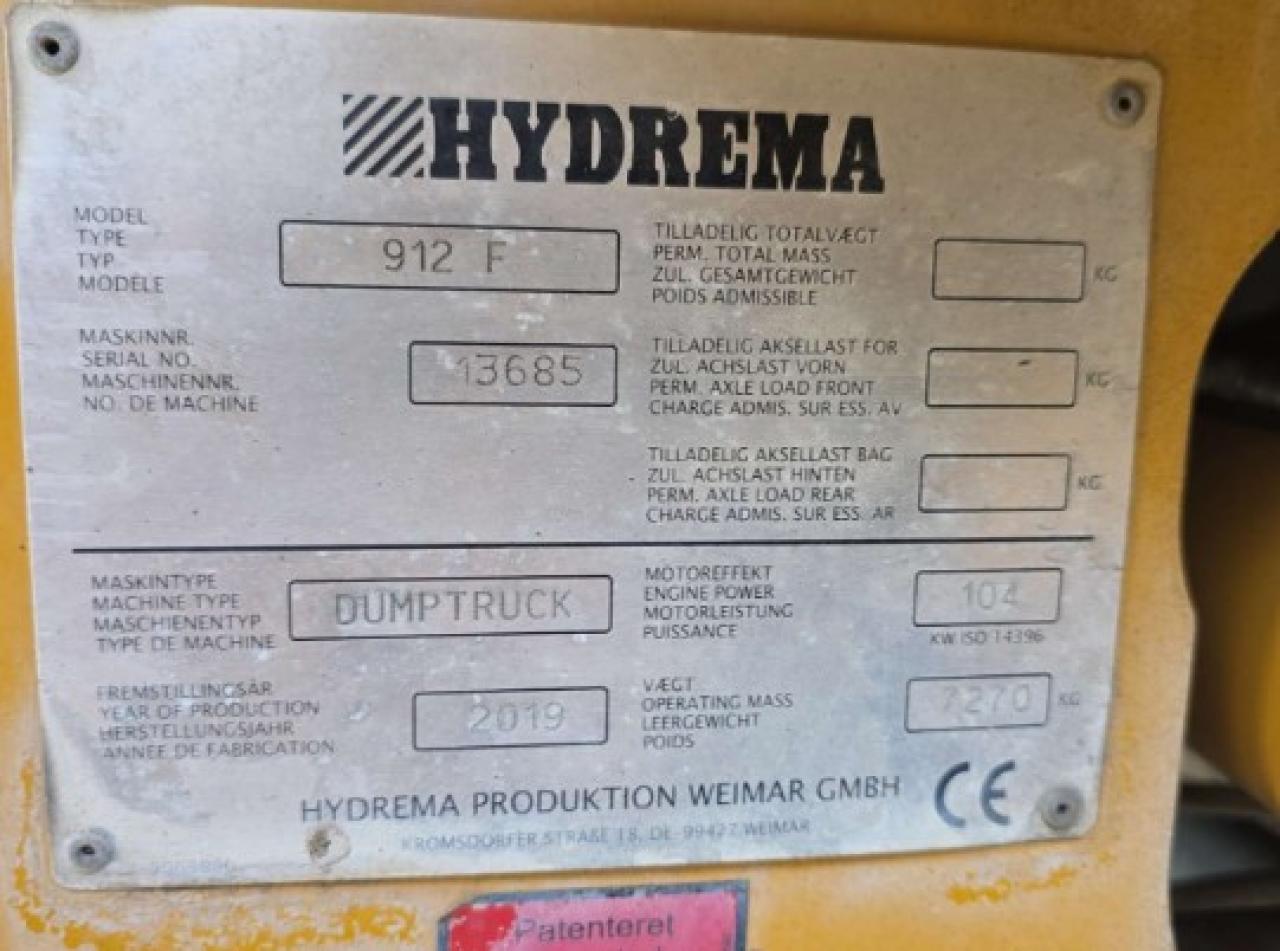 HYDREMA
MODEL
TYPE
TYP
MODELE
912 F
MASKINNR.
SERIAL NO.
MASCHINENNR.
NO. DE MACHINE
13685
TILLADELIG TOTALVÆGT
PERM. TOTAL MASS
ZUL. GESAMTGEWICHT
POIDS ADMISSIBLE
KG
TILLADELIG AKSELLAST FOR
ZUL. ACHSLAST VORN
PERM. AXLE LOAD FRONT
CHARGE ADMIS. SUR ESS. AV
KG
TILLADELIG AKSELLAST BAG
ZUL. ACHSLAST HINTEN
PERM. AXLE LOAD REAR
CHARGE ADMIS. SUR ESS. AR
KG
MASKINTYPE
MACHINE TYPE
MASCHIENENTYP
TYPE DE MACHINE
DUMPTRUCK
FREMSTILLINGSÅR
YEAR OF PRODUCTION
HERSTELLUNGSJAHR
ANNEE DE FABRICATION
2019
MOTOREFFEKT
ENGINE POWER
MOTORLEISTUNG
PUISSANCE
104
KW ISO 14396
VÆGT
OPERATING MASS
LEERGEWICHT
POIDS
7270 KG
HYDREMA PRODUKTION WEIMAR GMBH
KROMSDORFER STRAßE 18, DE-99427 WEIMAR
CE
Patenteret